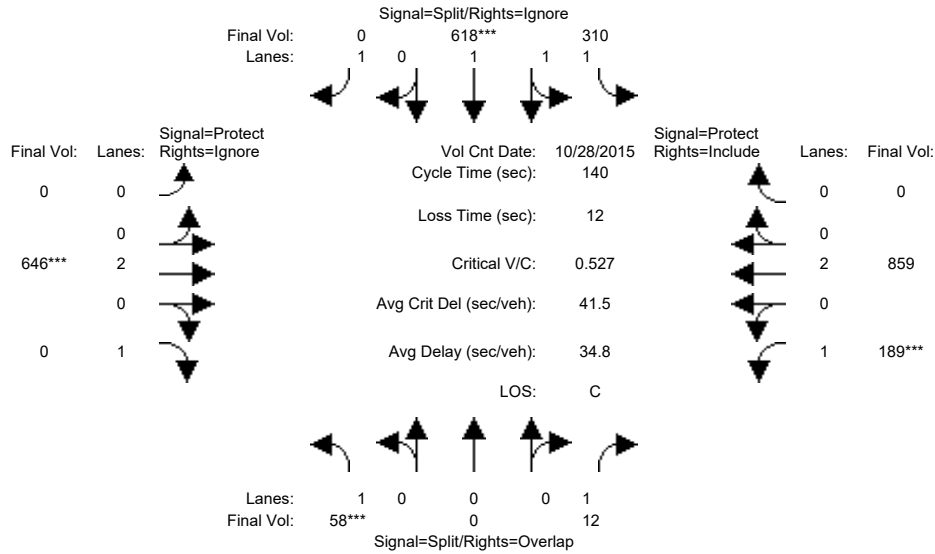 Signal=Split/Rights=Ignore
Final Vol: 0 618*** 310
Lanes: 1 0 1 1 1
Signal=Protect Signal=Protect
Final Vol: Lanes: Rights=Ignore Vol Cnt Date: 10/28/2015 Rights=Include Lanes: Final Vol:
Cycle Time (sec): 140
0 0 0 0
Loss Time (sec): 12
0 0
646*** 2 Critical V/C: 0.527 2 859
0 Avg Crit Del (sec/veh): 41.5 0
0 1 Avg Delay (sec/veh): 34.8 1 189***
LOS: C
Lanes: 1 0 0 0 1
Final Vol: 58*** 0 12
Signal=Split/Rights=Overlap